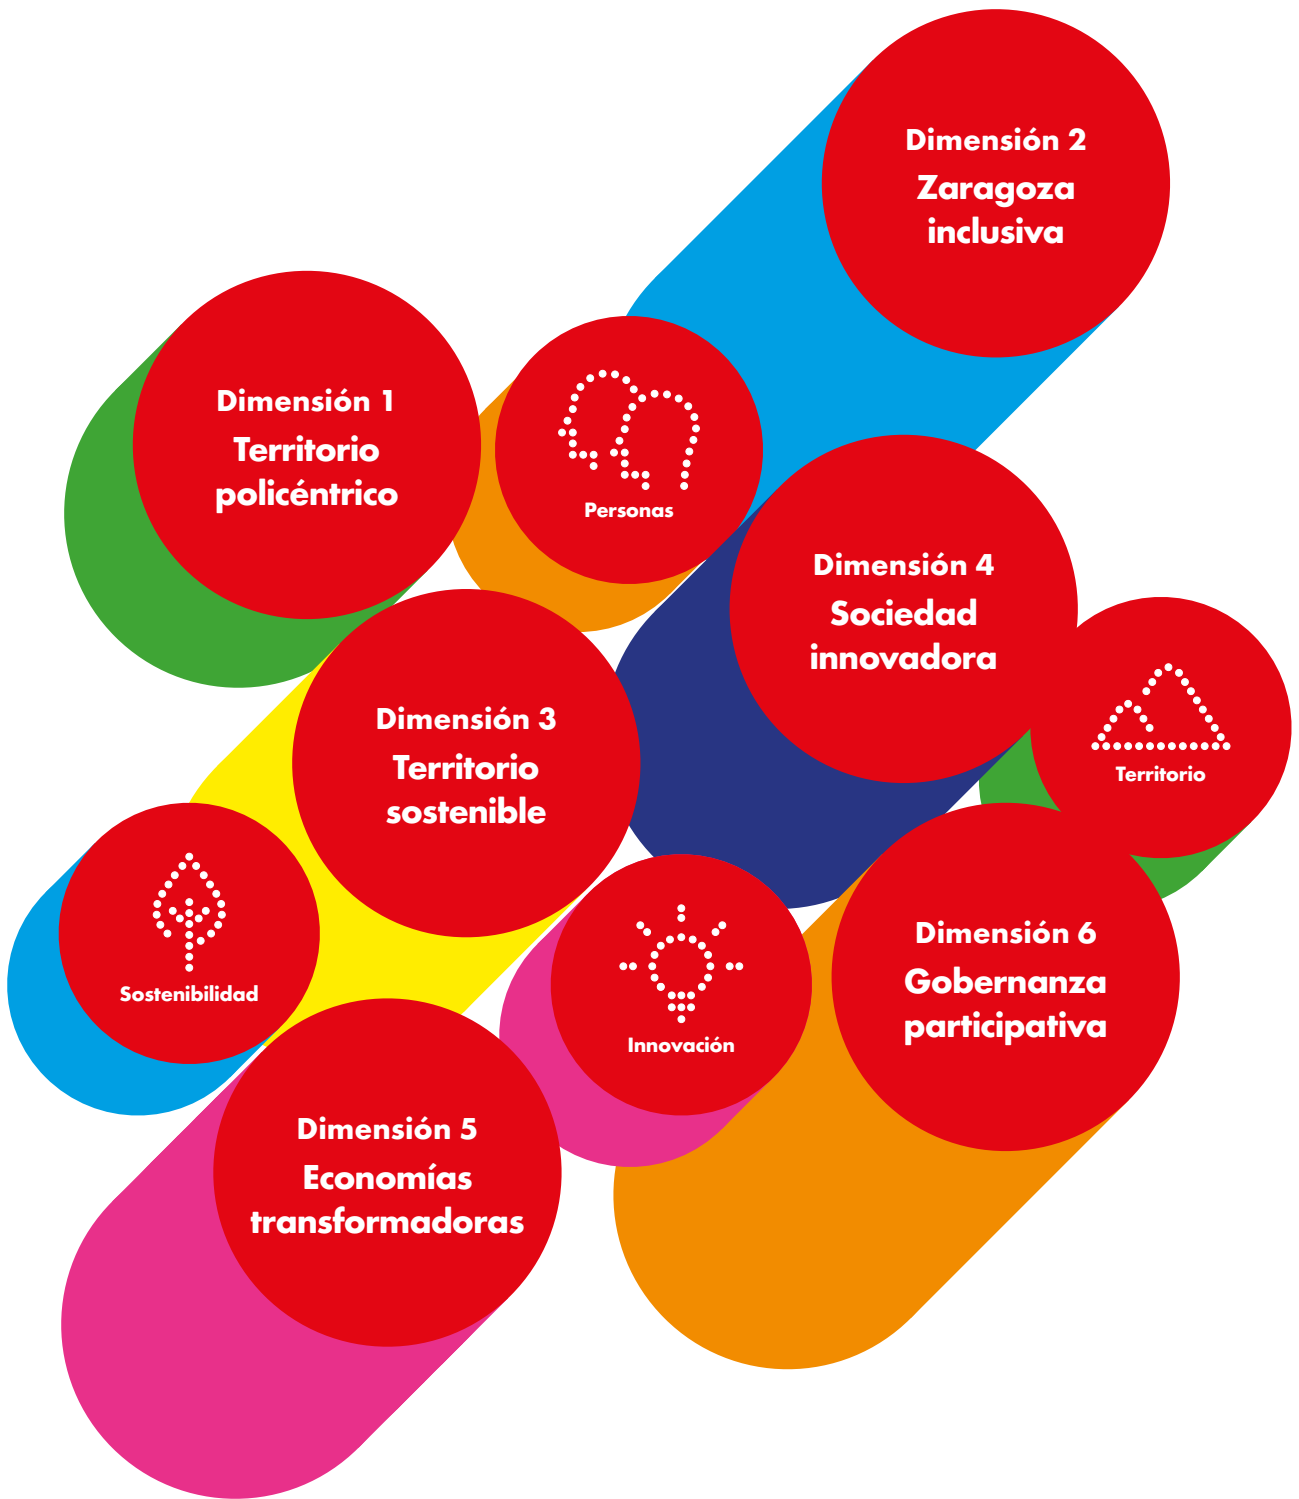 Dimensión 2
Zaragoza
inclusiva
Dimensión 1
Territorio
policéntrico
Personas
Dimensión 4
Sociedad
innovadora
Dimensión 3
Territorio
sostenible
Territorio
Sostenibilidad
Innovación
Dimensión 6
Gobernanza
participativa
Dimensión 5
Economías
transformadoras